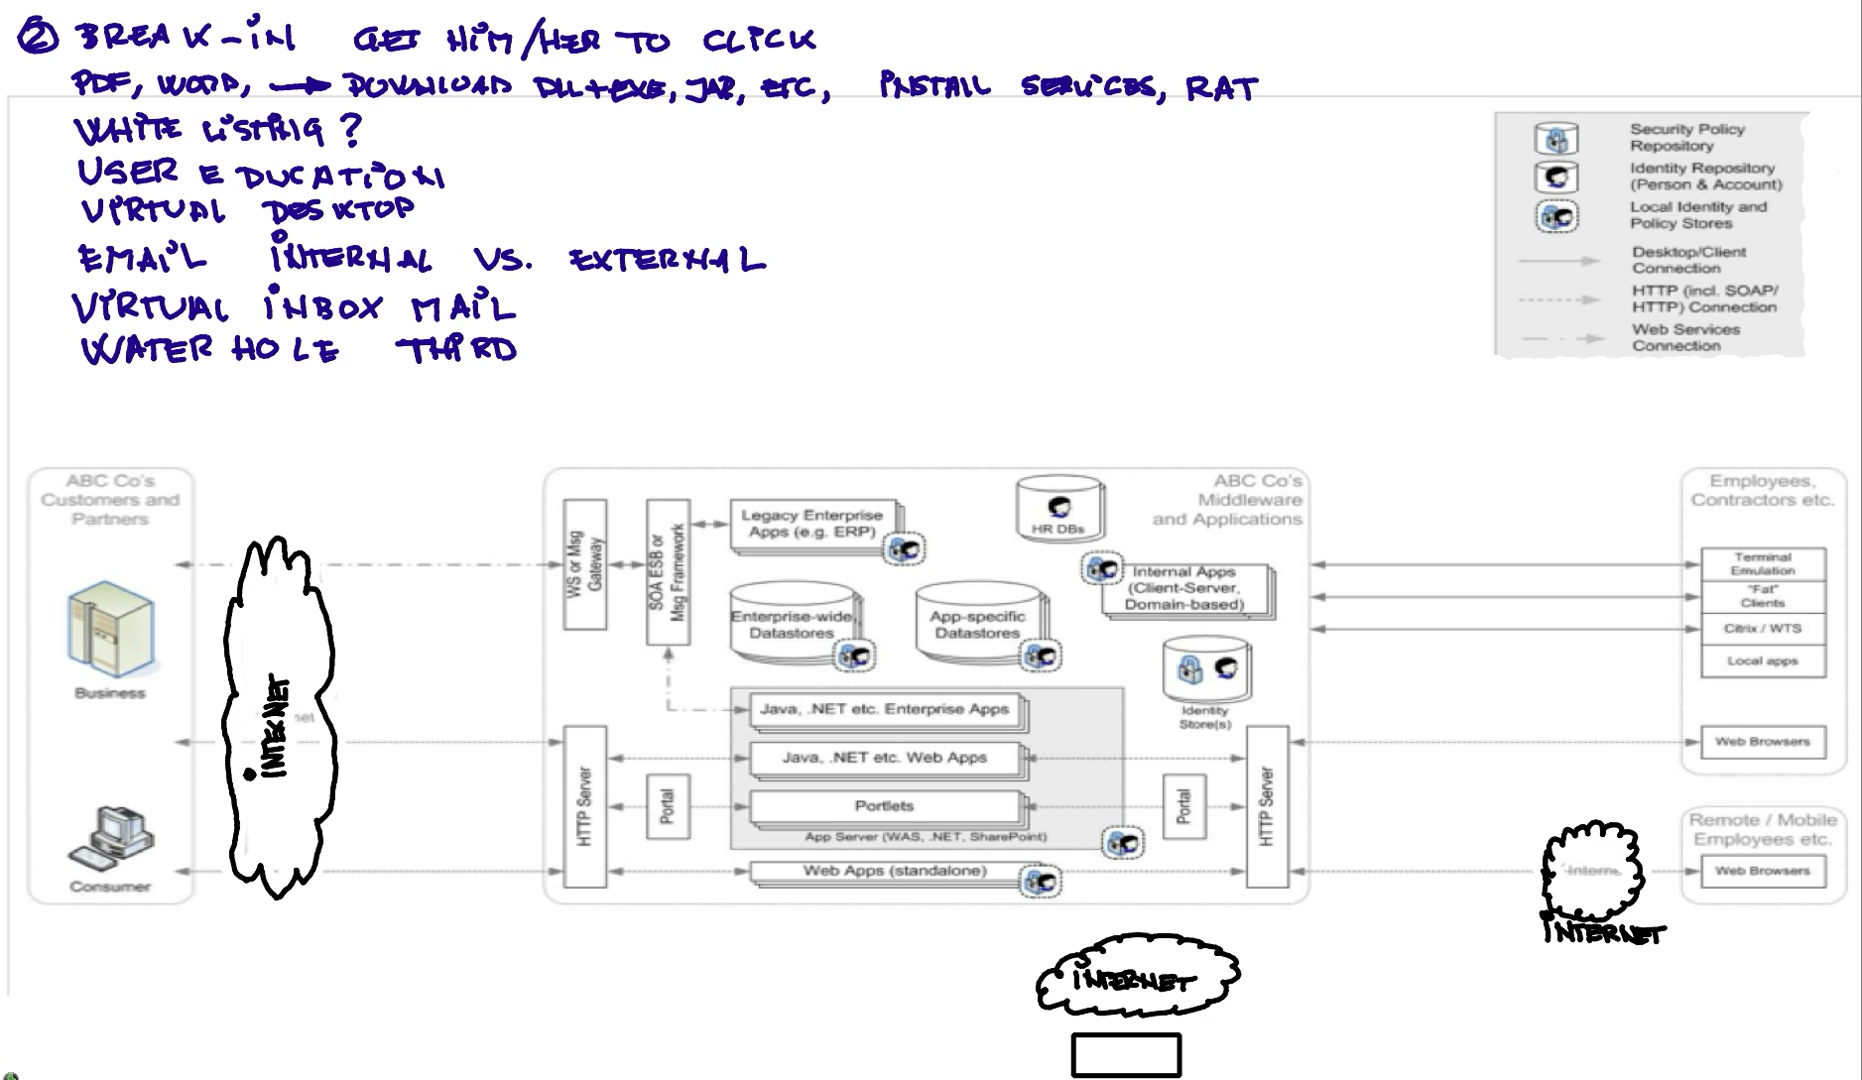 ② BREAK-IN GET HIM/HER TO CLICK
PDF, WORD, → DOWNLOAD DLL+EXE, JAR, ETC, INSTALL SERVICES, RAT
WHITE LISTING?
USER EDUCATION
VIRTUAL DESKTOP
EMAIL INTERNAL VS. EXTERNAL
VIRTUAL INBOX MAIL
WATER HOLE THIRD
Security Policy
Repository
Identity Repository
(Person & Account)
Local Identity and
Policy Stores
Desktop/Client
Connection
HTTP (incl. SOAP/
HTTP) Connection
Web Services
Connection
ABC Co's
Customers and
Partners
Business
Consumer
INTERNET
net
ABC Co's
Middleware
and Applications
WS or Msg
Gateway
SOA ESB or
Msg Framework
Legacy Enterprise
Apps (e.g. ERP)
HR DBs
Internal Apps
(Client-Server,
Domain-based)
Enterprise-wide
Datastores
App-specific
Datastores
Identity
Store(s)
Java, .NET etc. Enterprise Apps
Java, .NET etc. Web Apps
Portlets
App Server (WAS, .NET, SharePoint)
Web Apps (standalone)
HTTP Server
Portal
Portal
HTTP Server
Employees,
Contractors etc.
Terminal
Emulation
"Fat"
Clients
Citrix / WTS
Local apps
Web Browsers
Remote / Mobile
Employees etc.
Web Browsers
Interne
INTERNET
INTERNET